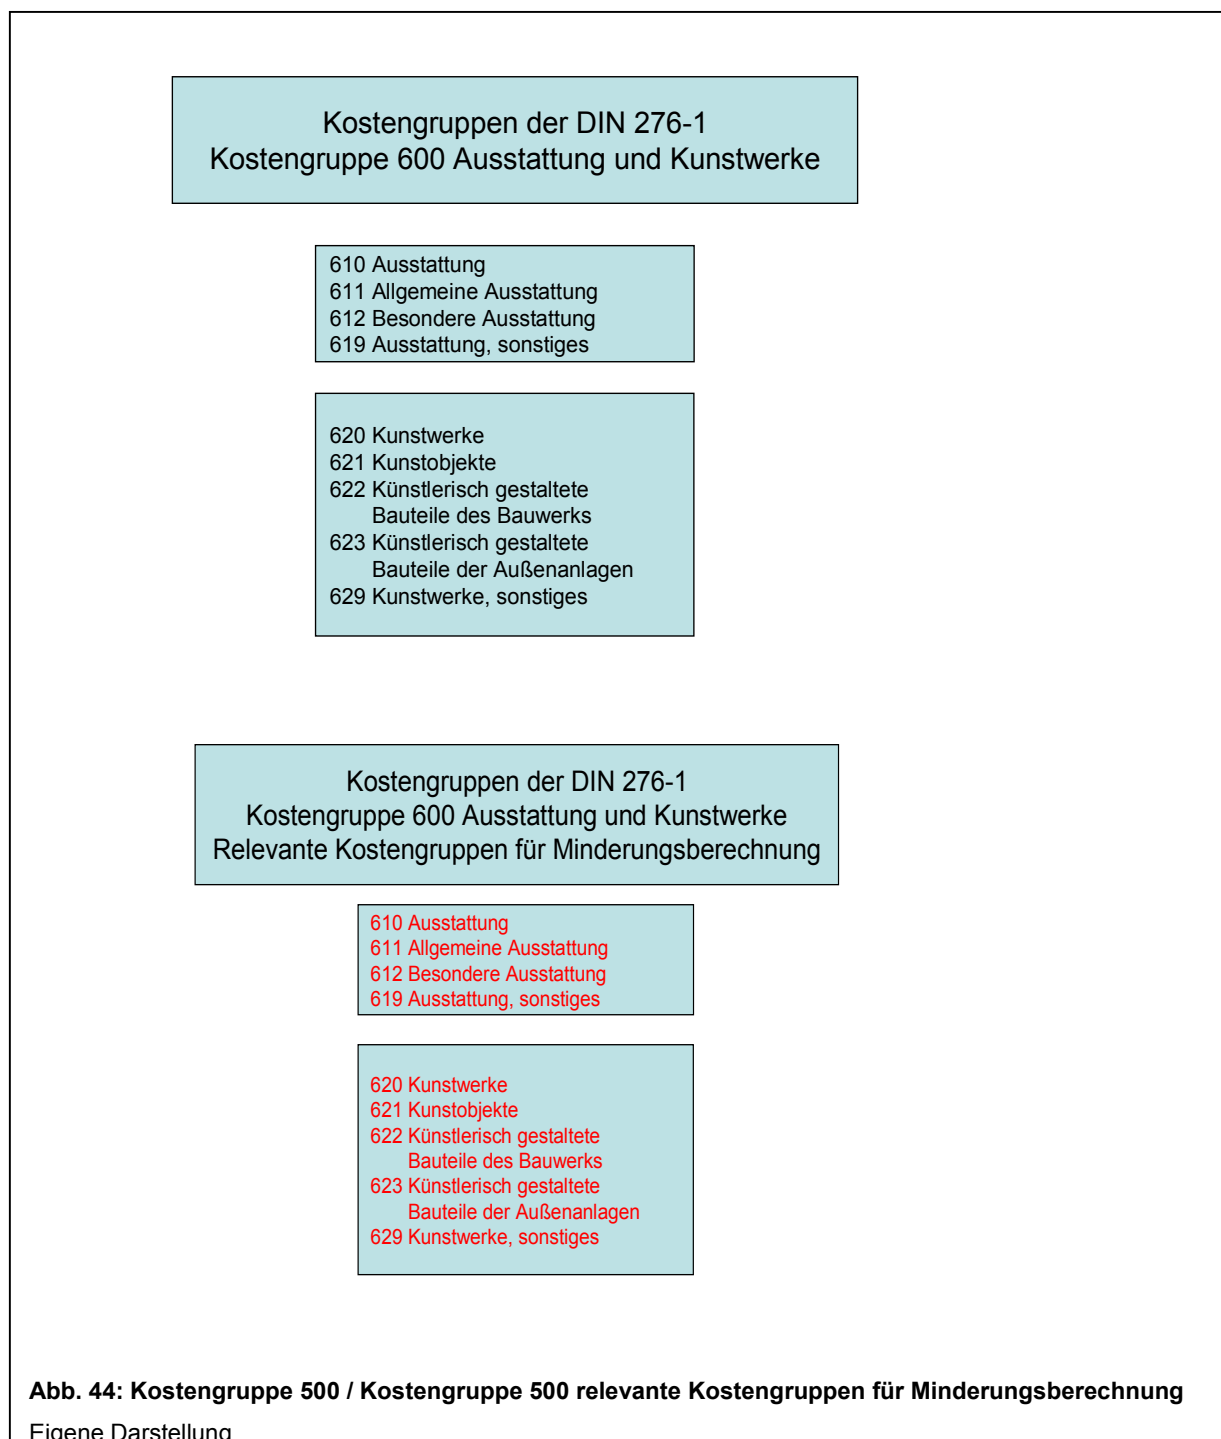 Kostengruppen der DIN 276-1
Kostengruppe 600 Ausstattung und Kunstwerke
610 Ausstattung
611 Allgemeine Ausstattung
612 Besondere Ausstattung
619 Ausstattung, sonstiges
620 Kunstwerke
621 Kunstobjekte
622 Künstlerisch gestaltete
Bauteile des Bauwerks
623 Künstlerisch gestaltete
Bauteile der Außenanlagen
629 Kunstwerke, sonstiges
Kostengruppen der DIN 276-1
Kostengruppe 600 Ausstattung und Kunstwerke
Relevante Kostengruppen für Minderungsberechnung
610 Ausstattung
611 Allgemeine Ausstattung
612 Besondere Ausstattung
619 Ausstattung, sonstiges
620 Kunstwerke
621 Kunstobjekte
622 Künstlerisch gestaltete
Bauteile des Bauwerks
623 Künstlerisch gestaltete
Bauteile der Außenanlagen
629 Kunstwerke, sonstiges
Abb. 44: Kostengruppe 500 / Kostengruppe 500 relevante Kostengruppen für Minderungsberechnung
Eigene Darstellung